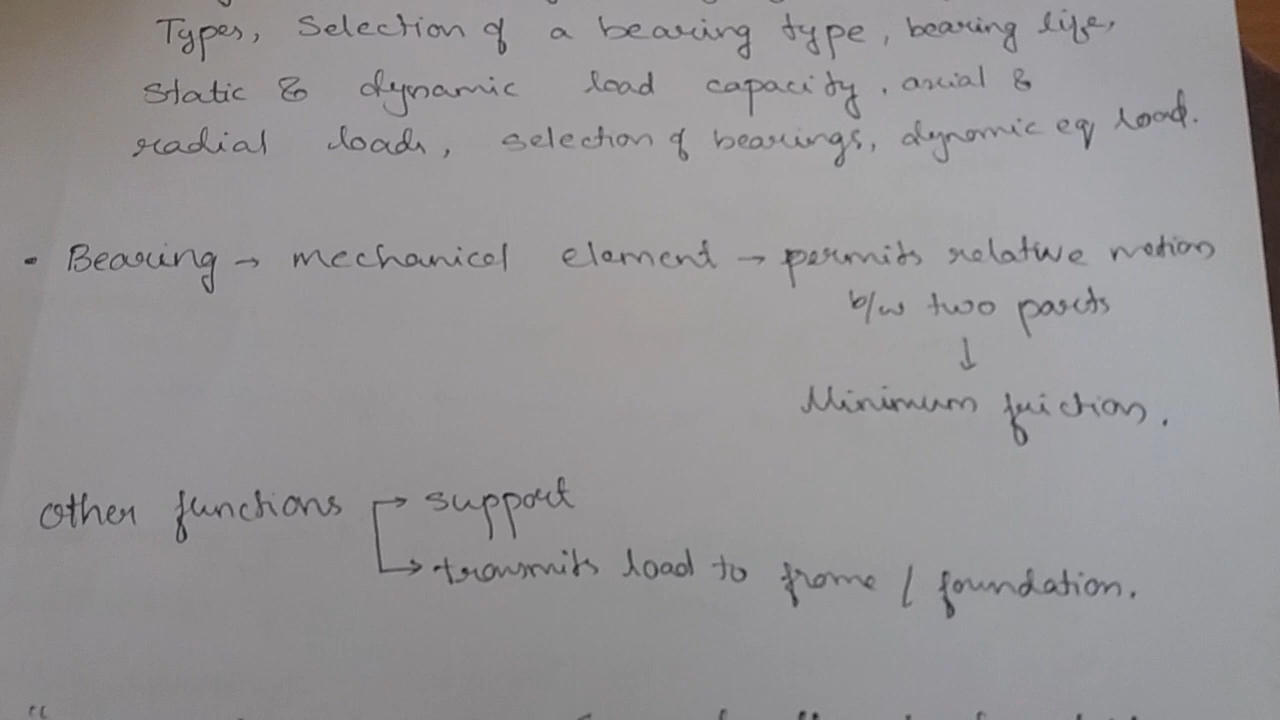 Types, Selection of a bearing type, bearing life,
static & dynamic load capacity, axial &
radial loads, selection of bearings, dynamic eq load.
• Bearing → mechanical element → permits relative motion
b/w two parts
↓
Minimum friction.
Other functions → support
→ transmits load to frame / foundation.